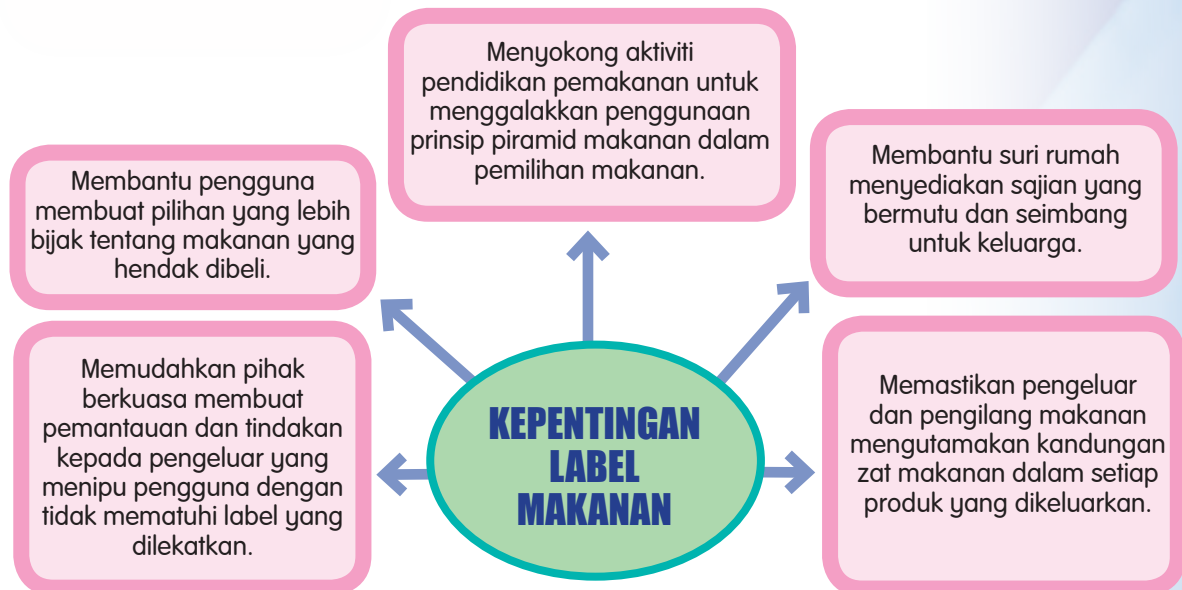 Menyokong aktiviti
pendidikan pemakanan untuk
menggalakkan penggunaan
prinsip piramid makanan dalam
pemilihan makanan.
Membantu pengguna
membuat pilihan yang lebih
bijak tentang makanan yang
hendak dibeli.
Membantu suri rumah
menyediakan sajian yang
bermutu dan seimbang
untuk keluarga.
Memudahkan pihak
berkuasa membuat
pemantauan dan tindakan
kepada pengeluar yang
menipu pengguna dengan
tidak mematuhi label yang
dilekatkan.
KEPENTINGAN
LABEL
MAKANAN
Memastikan pengeluar
dan pengilang makanan
mengutamakan kandungan
zat makanan dalam setiap
produk yang dikeluarkan.